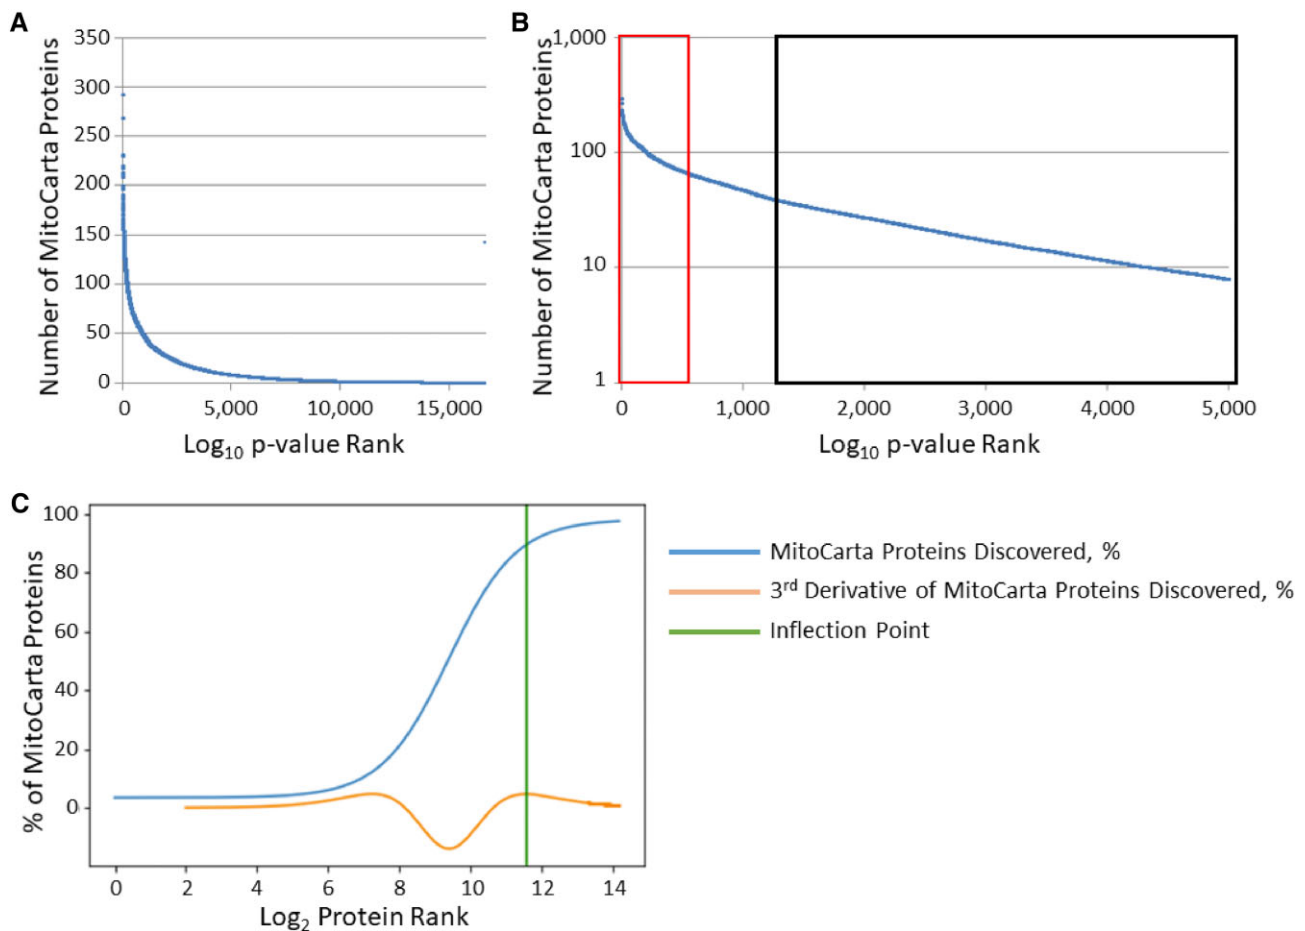 A
Number of MitoCarta Proteins
350
300
250
200
150
100
50
0
0 5,000 10,000 15,000
Log10 p-value Rank
B
Number of MitoCarta Proteins
1,000
100
10
1
0 1,000 2,000 3,000 4,000 5,000
Log10 p-value Rank
C
% of MitoCarta Proteins
100
80
60
40
20
0
0 2 4 6 8 10 12 14
Log2 Protein Rank
MitoCarta Proteins Discovered, %
3rd Derivative of MitoCarta Proteins Discovered, %
Inflection Point